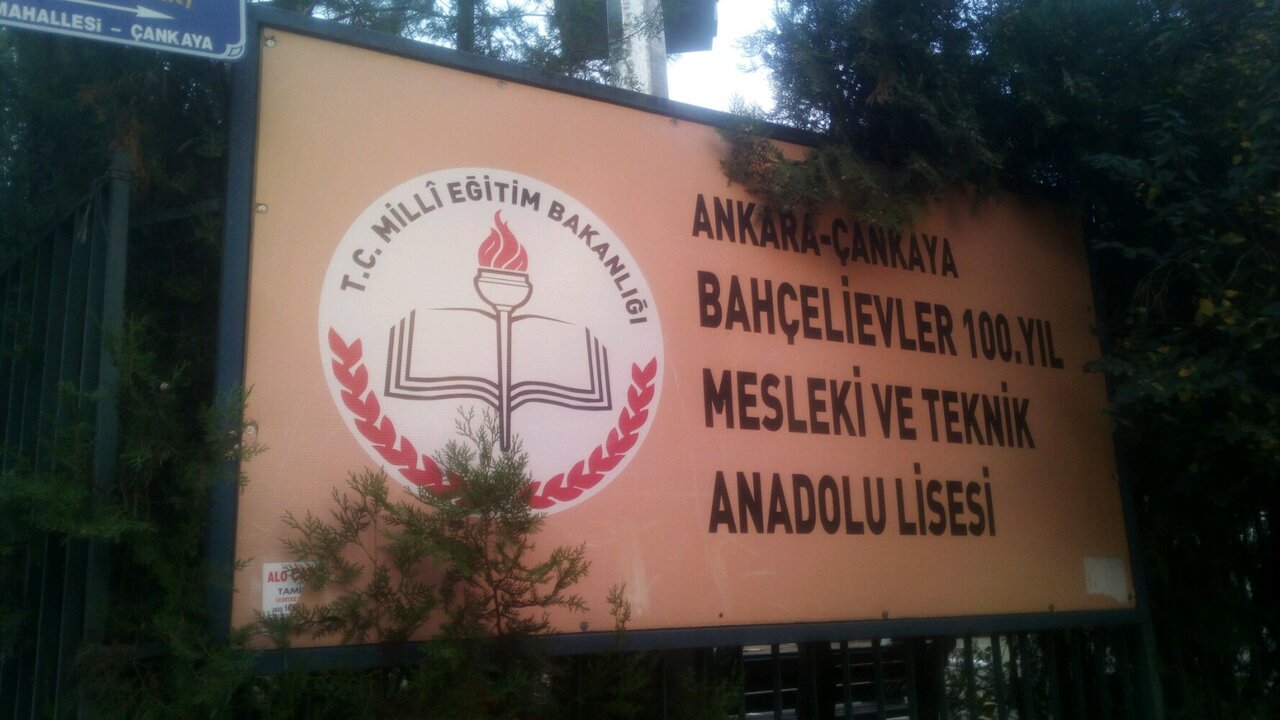 MAHALLESİ - ÇANKAYA
T.C. MİLLÎ EĞİTİM BAKANLIĞI
ANKARA-ÇANKAYA
BAHÇELİEVLER 100.YIL
MESLEKİ VE TEKNİK
ANADOLU LİSESİ
ALO